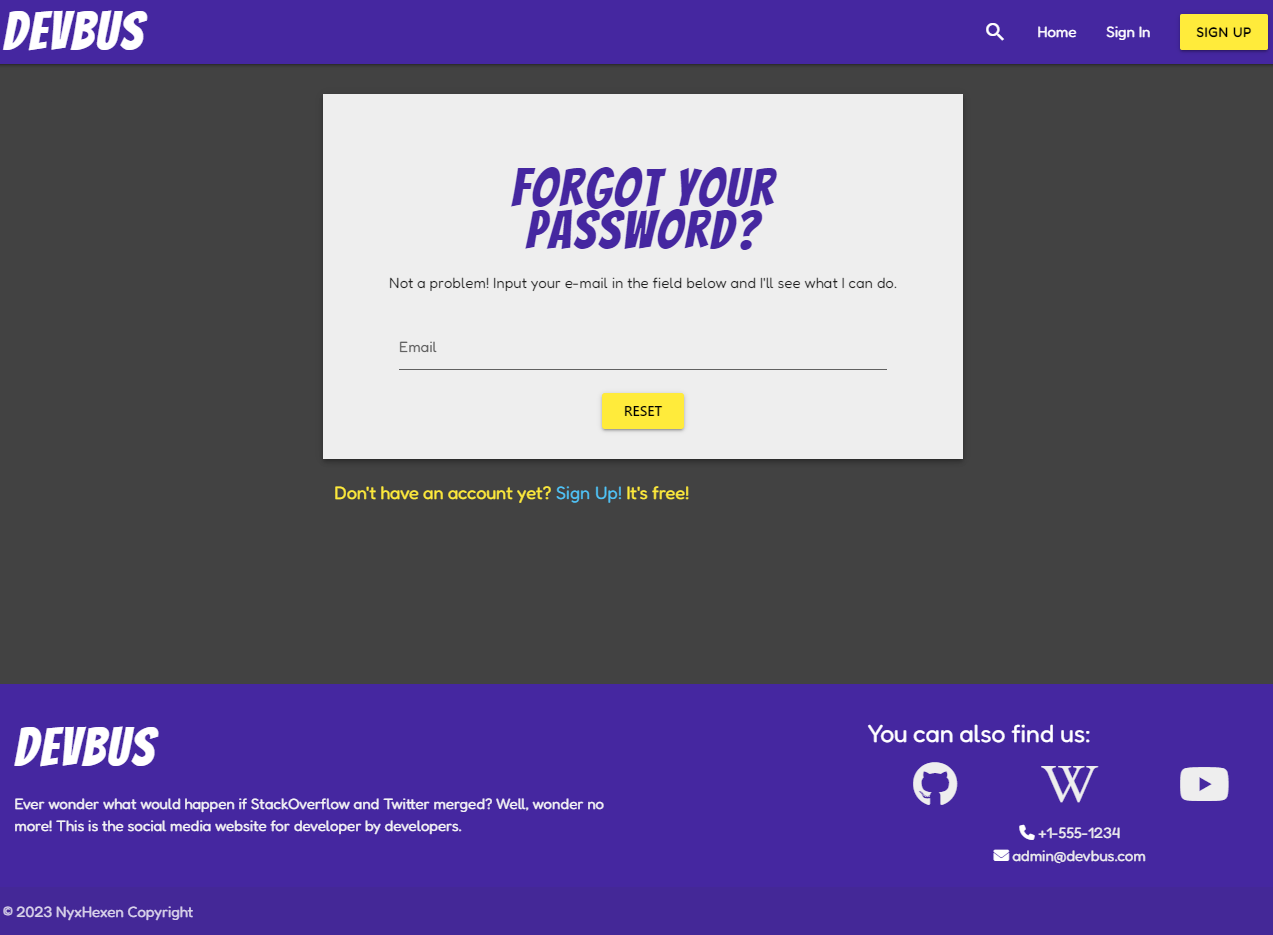 DEVBUS
Home Sign In SIGN UP
FORGOT YOUR
PASSWORD?
Not a problem! Input your e-mail in the field below and I'll see what I can do.
Email
RESET
Don't have an account yet? Sign Up! It's free!
DEVBUS
Ever wonder what would happen if StackOverflow and Twitter merged? Well, wonder no
more! This is the social media website for developer by developers.
You can also find us:
W
+1-555-1234
admin@devbus.com
© 2023 NyxHexen Copyright